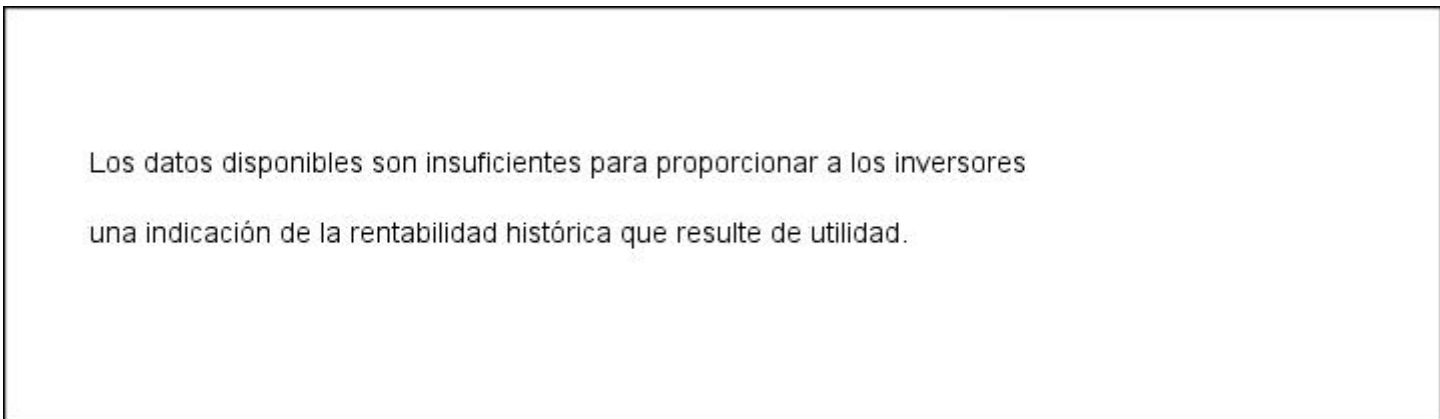 Los datos disponibles son insuficientes para proporcionar a los inversores
una indicación de la rentabilidad histórica que resulte de utilidad.